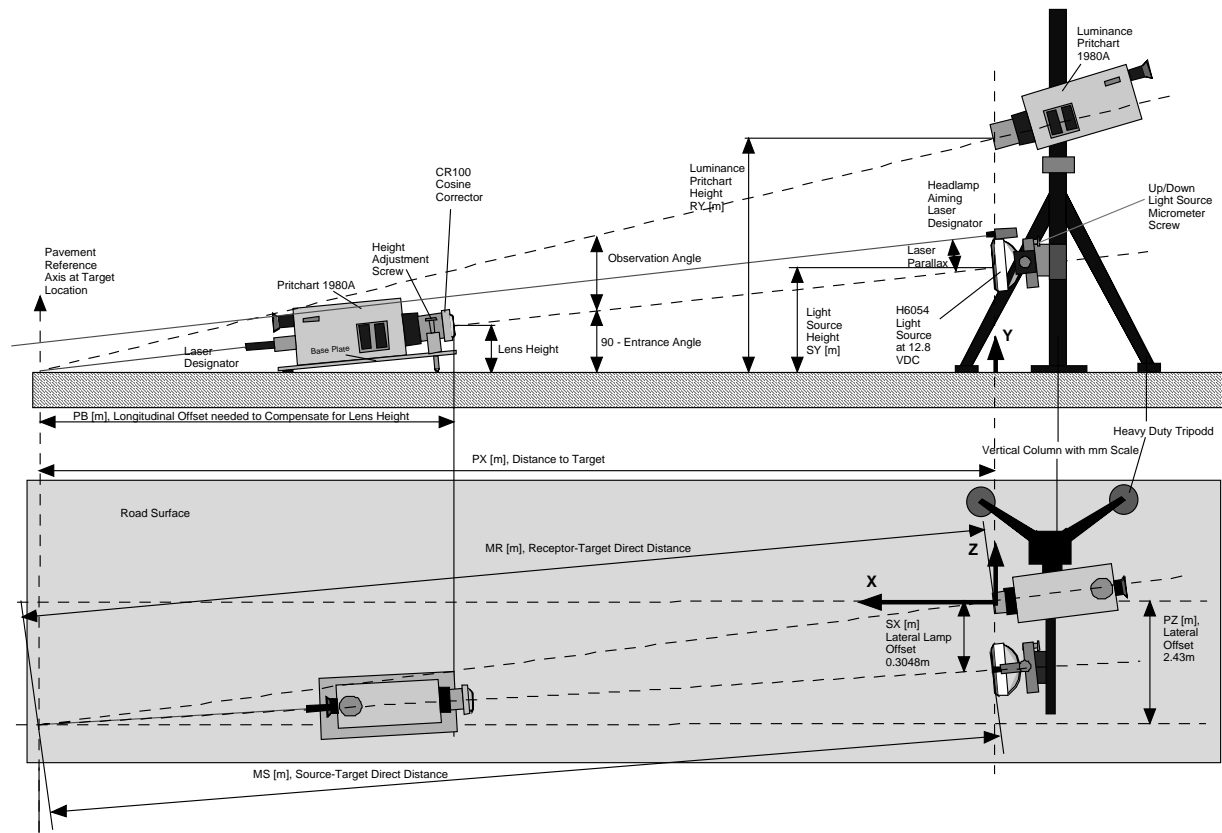 Luminance
Pritchart
1980A
CR100
Cosine
Corrector
Luminance
Pritchart
Height
RY [m]
Headlamp
Aiming
Laser
Designator
Up/Down
Light Source
Micrometer
Screw
Pavement
Reference
Axis at Target
Location
Height
Adjustment
Screw
Observation Angle
Laser
Parallax
Pritchart 1980A
Light
Source
Height
SY [m]
H6054
Light
Source
at 12.8
VDC
Y
Laser
Designator
Base Plate
Lens Height
90 - Entrance Angle
PB [m], Longitudinal Offset needed to Compensate for Lens Height
Heavy Duty Tripodd
Vertical Column with mm Scale
PX [m], Distance to Target
Road Surface
MR [m], Receptor-Target Direct Distance
Z
X
SX [m]
Lateral Lamp
Offset
0.3048m
PZ [m],
Lateral
Offset
2.43m
MS [m], Source-Target Direct Distance